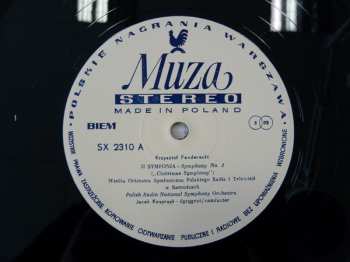 POLSKIE NAGRANIA WARSZAWA
Muza
STEREO
MADE IN POLAND
BIEM
SX 2310 A
Krzysztof Penderecki
II SYMFONIA - Symphony No. 2
("Christmas Symphony")
Wielka Orkiestra Symfoniczna Polskiego Radia i Telewizji
w Katowicach
Polish Radio National Symphony Orchestra
Jacek Kasprzyk - dyrygent/conductor
WSZYSTKIE PRAWA ZASTRZEŻONE KOPIOWANIE ODTWARZANIE PUBLICZNE I RADIOWE BEZ UPOWAŻNIENIA WZBRONIONE